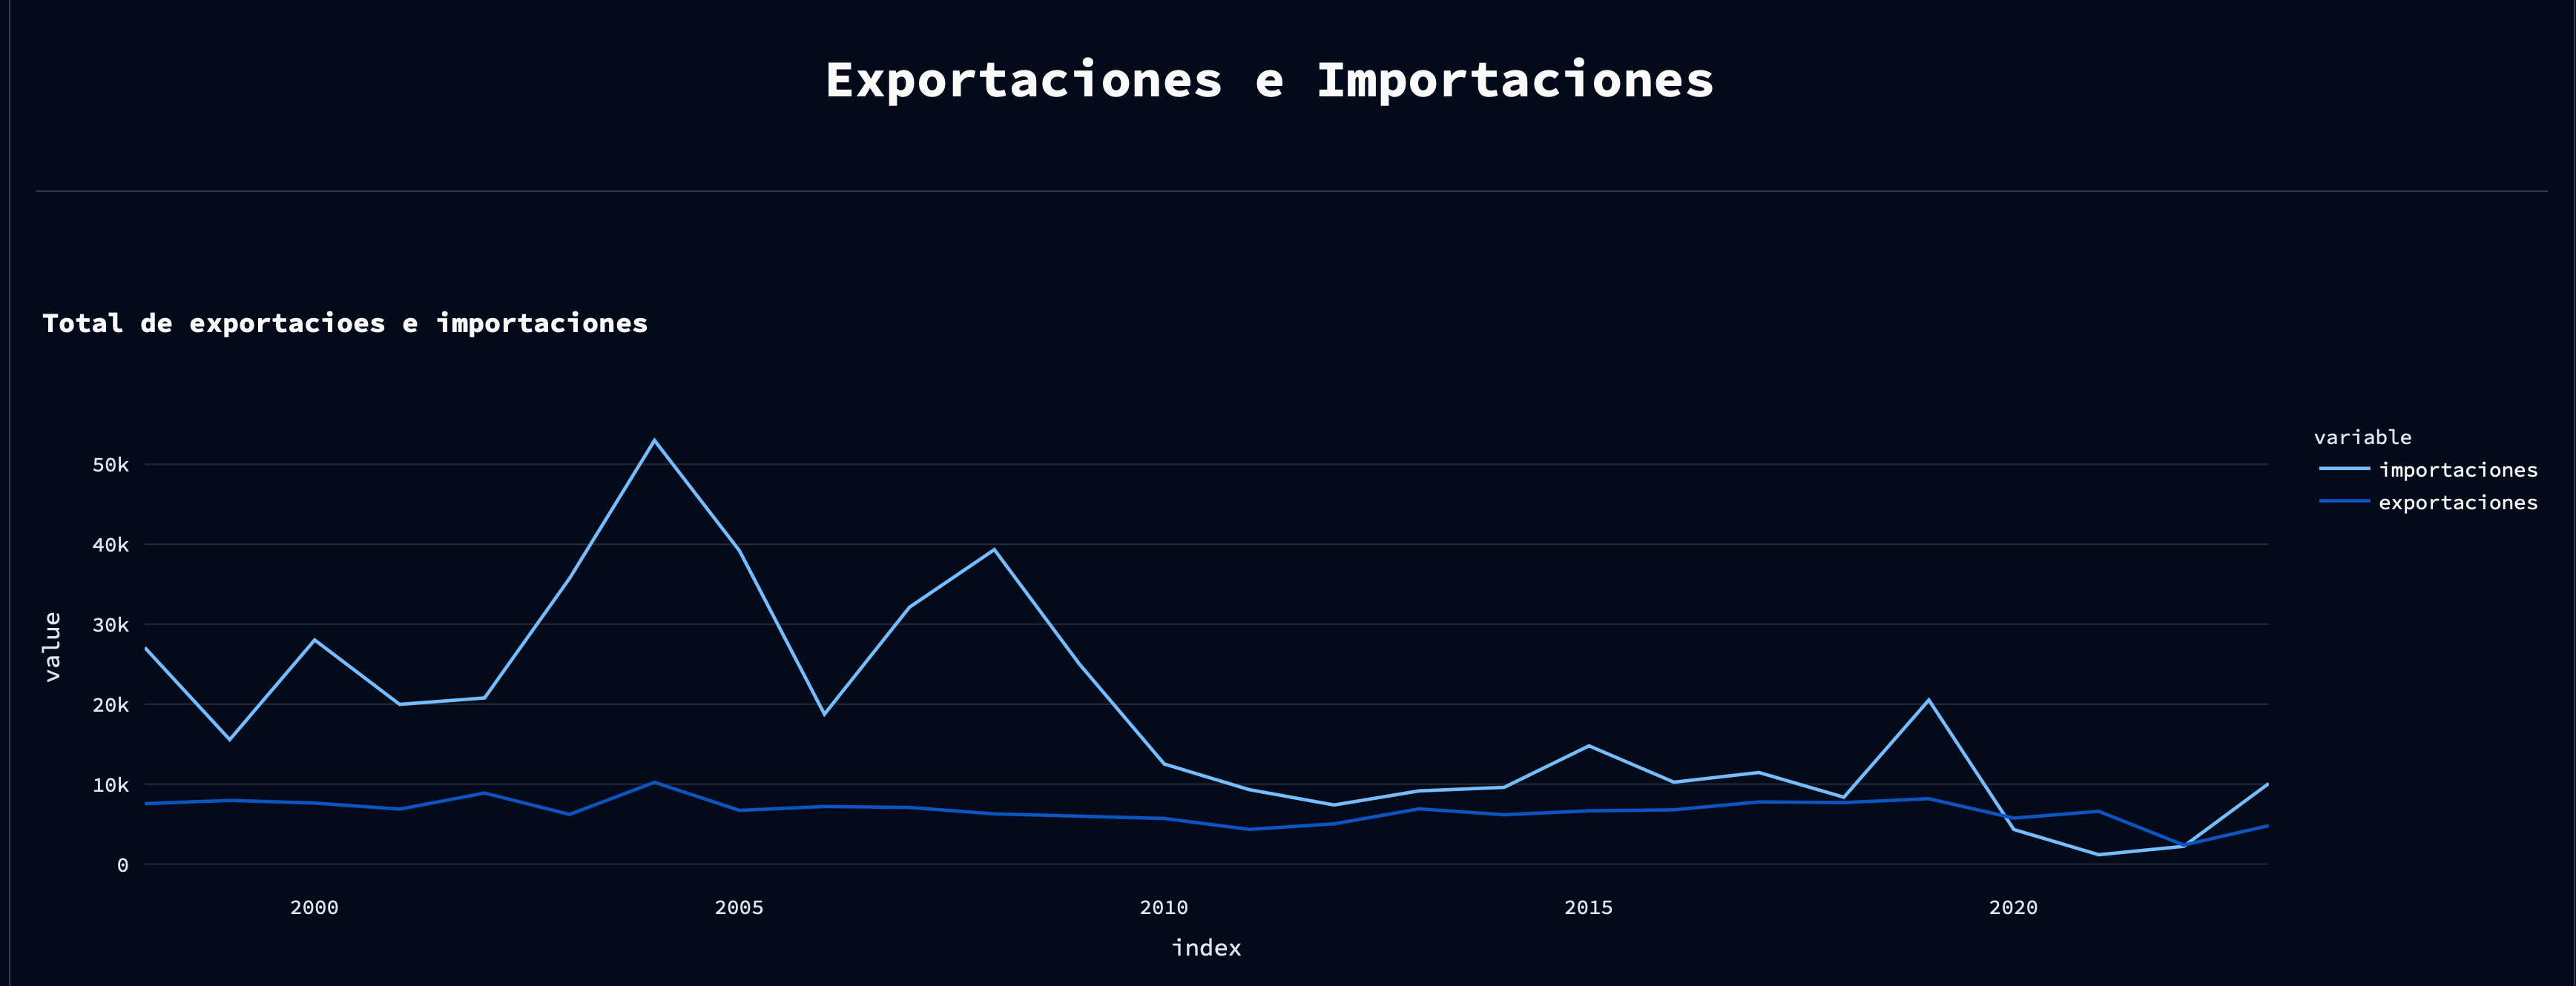 Exportaciones e Importaciones
Total de exportacioes e importaciones
variable
importaciones
exportaciones
50k
40k
30k
20k
10k
0
value
2000
2005
2010
2015
2020
index